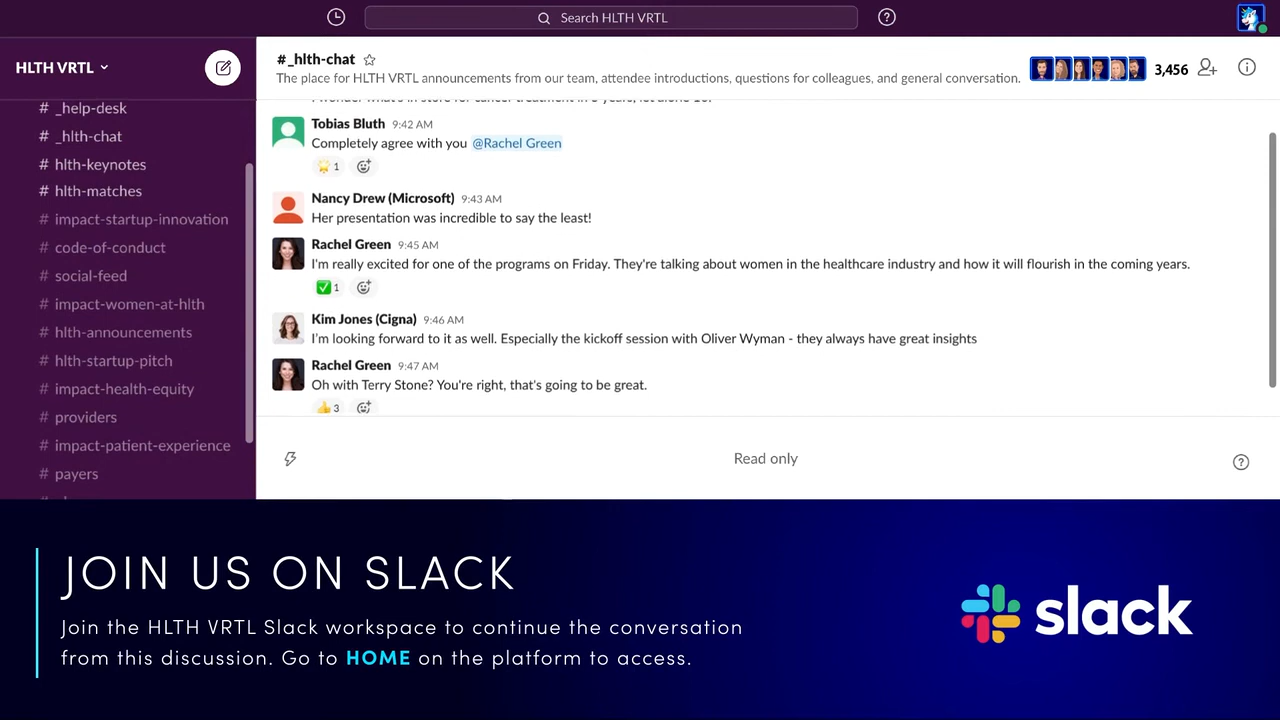 Search HLTH VRTL
HLTH VRTL
# _help-desk
# _hlth-chat
# hlth-keynotes
# hlth-matches
# impact-startup-innovation
# code-of-conduct
# social-feed
# impact-women-at-hlth
# hlth-announcements
# hlth-startup-pitch
# impact-health-equity
# providers
# impact-patient-experience
# payers
#_hlth-chat
The place for HLTH VRTL announcements from our team, attendee introductions, questions for colleagues, and general conversation.
3,456
Tobias Bluth 9:42 AM
Completely agree with you @Rachel Green
1
Nancy Drew (Microsoft) 9:43 AM
Her presentation was incredible to say the least!
Rachel Green 9:45 AM
I'm really excited for one of the programs on Friday. They're talking about women in the healthcare industry and how it will flourish in the coming years.
1
Kim Jones (Cigna) 9:46 AM
I'm looking forward to it as well. Especially the kickoff session with Oliver Wyman - they always have great insights
Rachel Green 9:47 AM
Oh with Terry Stone? You're right, that's going to be great.
3
Read only
JOIN US ON SLACK
Join the HLTH VRTL Slack workspace to continue the conversation
from this discussion. Go to HOME on the platform to access.
slack